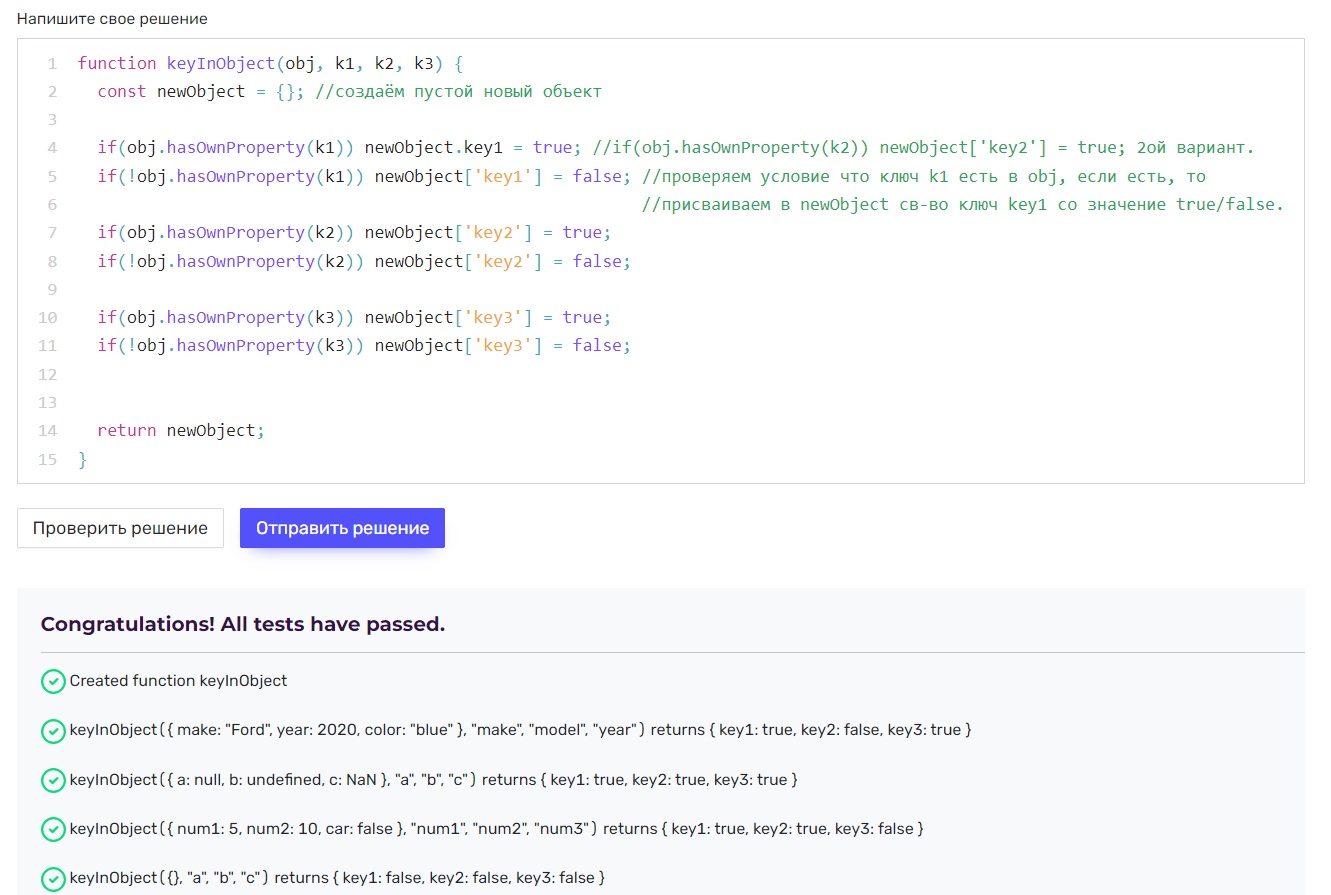 Напишите свое решение
1 function keyInObject(obj, k1, k2, k3) {
2 const newObject = {}; //создаём пустой новый объект
3
4 if(obj.hasOwnProperty(k1)) newObject.key1 = true; //if(obj.hasOwnProperty(k2)) newObject['key2'] = true; 2ой вариант.
5 if(!obj.hasOwnProperty(k1)) newObject['key1'] = false; //проверяем условие что ключ k1 есть в obj, если есть, то
6 //присваиваем в newObject св-во ключ key1 со значение true/false.
7 if(obj.hasOwnProperty(k2)) newObject['key2'] = true;
8 if(!obj.hasOwnProperty(k2)) newObject['key2'] = false;
9
10 if(obj.hasOwnProperty(k3)) newObject['key3'] = true;
11 if(!obj.hasOwnProperty(k3)) newObject['key3'] = false;
12
13
14 return newObject;
15 }
Проверить решение Отправить решение
Congratulations! All tests have passed.
Created function keyInObject
keyInObject({ make: "Ford", year: 2020, color: "blue" }, "make", "model", "year") returns { key1: true, key2: false, key3: true }
keyInObject({ a: null, b: undefined, c: NaN }, "a", "b", "c") returns { key1: true, key2: true, key3: true }
keyInObject({ num1: 5, num2: 10, car: false }, "num1", "num2", "num3") returns { key1: true, key2: true, key3: false }
keyInObject({}, "a", "b", "c") returns { key1: false, key2: false, key3: false }